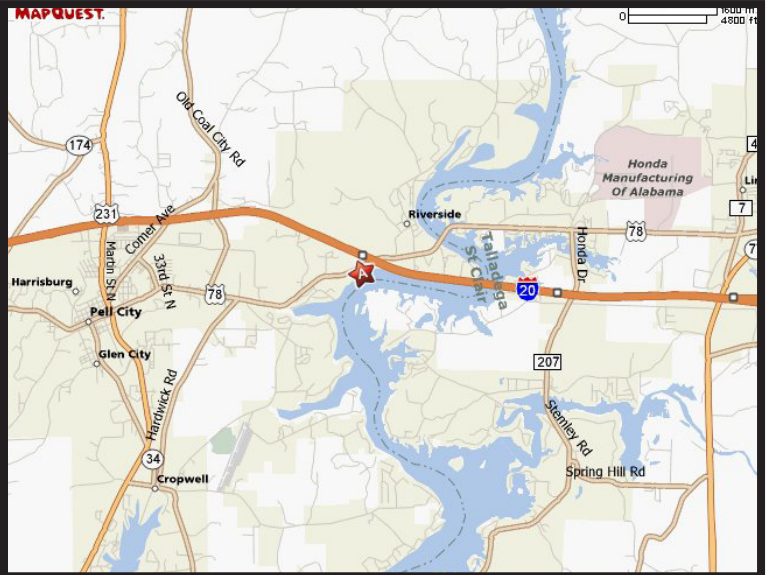 MAPQUEST.
0
1600 m
4800 ft
Old Coal City Rd
174
Honda
Manufacturing
Of Alabama
4
7
231
Comer Ave
Riverside
78
Talladega
St Clair
Honda Dr
Martin St N
33rd St N
A
Harrisburg
78
20
Pell City
Glen City
207
Hardwick Rd
Stemley Rd
34
Spring Hill Rd
Cropwell